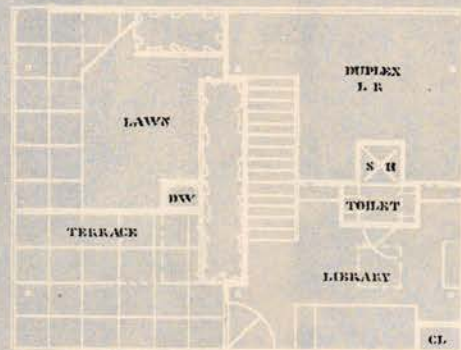 DUPLEX
L R
LAWN
S H
DW
TOILET
TERRACE
LIBRARY
CL